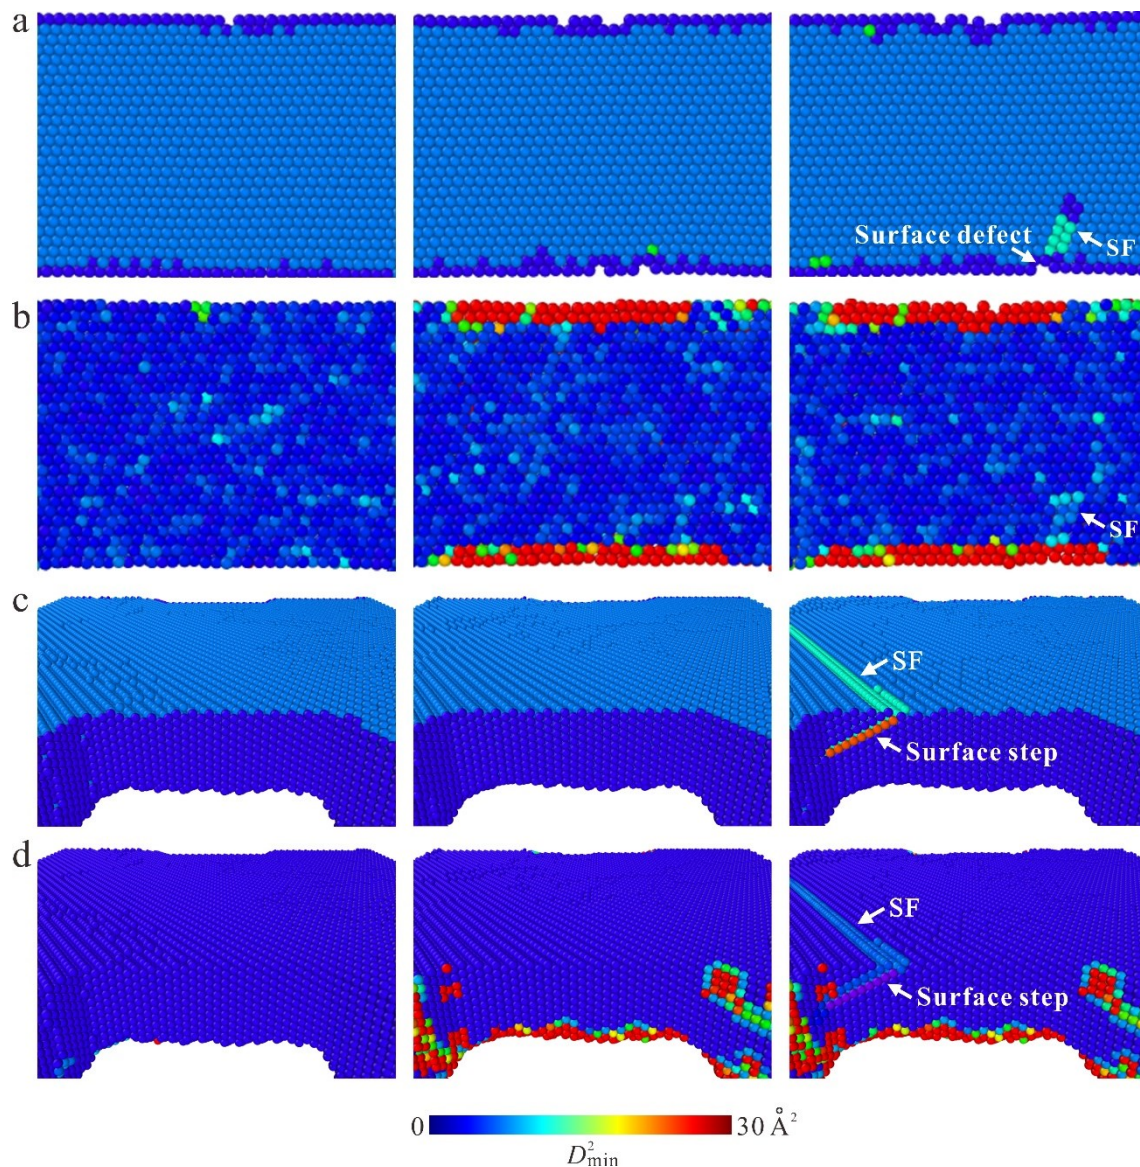 a
Surface defect
SF
b
SF
c
SF
Surface step
d
SF
Surface step
0
30 Å²
D²min